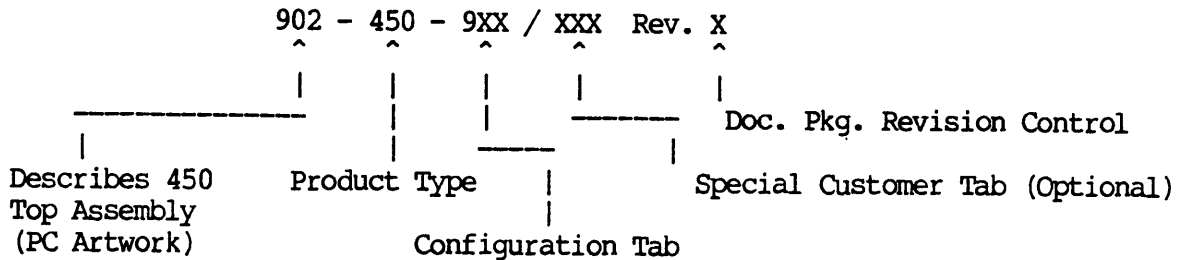 902 - 450 - 9XX / XXX Rev. X
Doc. Pkg. Revision Control
Describes 450 Product Type Special Customer Tab (Optional)
Top Assembly
(PC Artwork) Configuration Tab